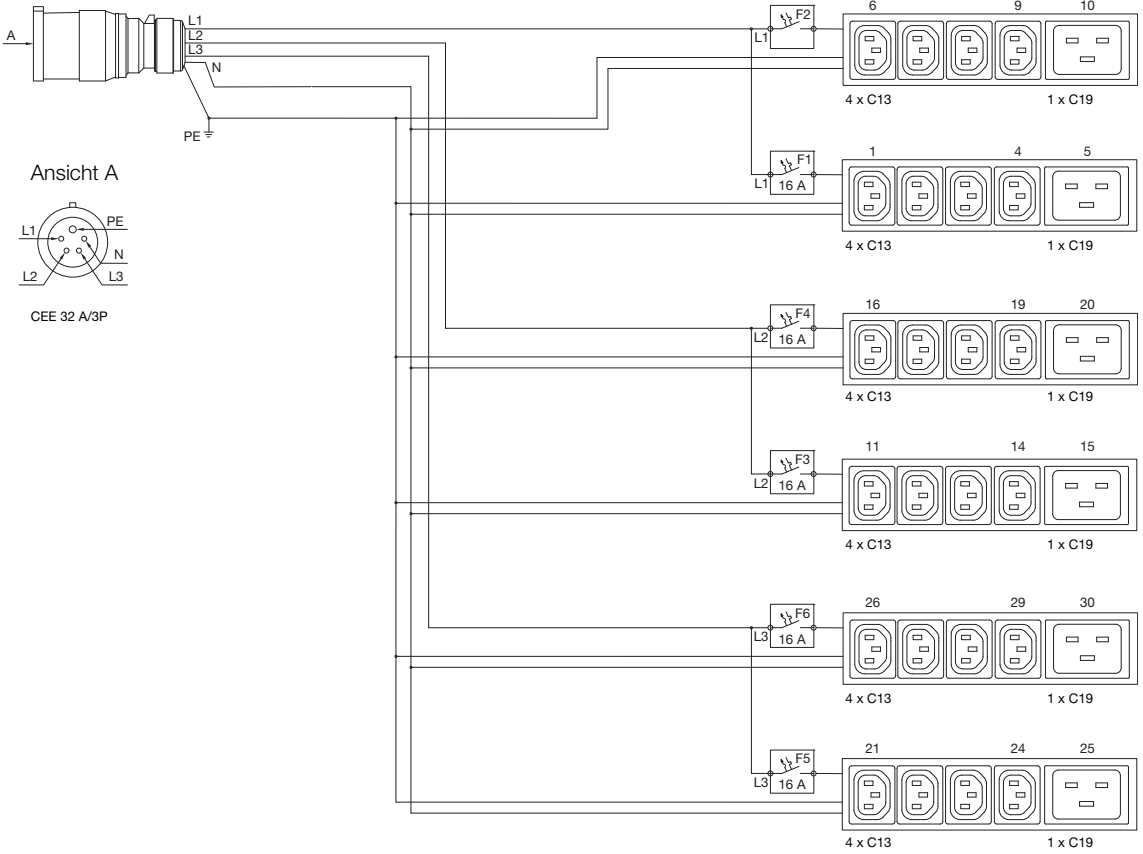 A
L1
L2
L3
N
PE
Ansicht A
L1
PE
N
L2
L3
CEE 32 A/3P
F2
L1
6 9 10
4 x C13 1 x C19
F1
L1 16 A
1 4 5
4 x C13 1 x C19
F4
L2 16 A
16 19 20
4 x C13 1 x C19
F3
L2 16 A
11 14 15
4 x C13 1 x C19
F6
L3 16 A
26 29 30
4 x C13 1 x C19
F5
L3 16 A
21 24 25
4 x C13 1 x C19